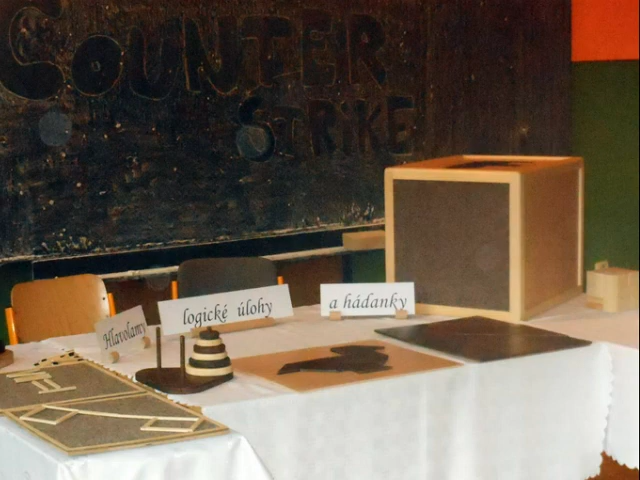 COUNTER
STRIKE
Hlavolamy
logické úlohy
a hádanky